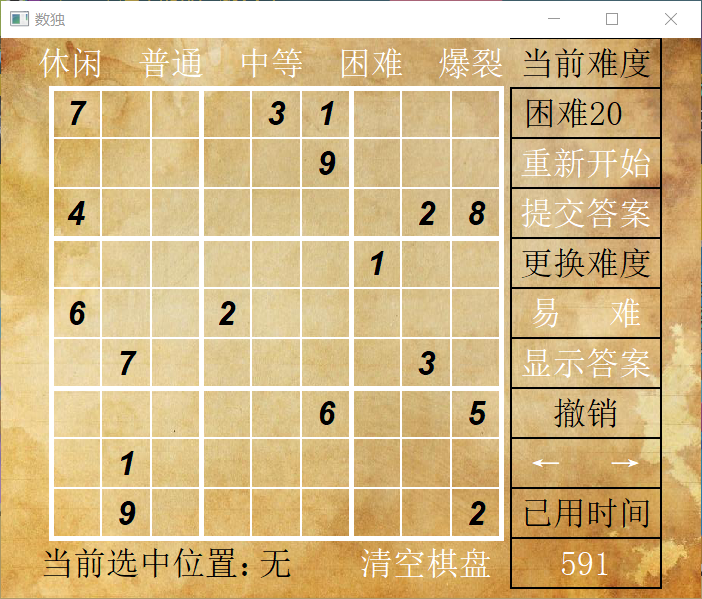 数独
休闲 普通 中等 困难 爆裂 当前难度
7 3 1 困难20
9 重新开始
4 2 8 提交答案
1 更换难度
6 2 易 难
7 3 显示答案
6 5 撤销
1 ← →
9 2 已用时间
当前选中位置：无 清空棋盘 591